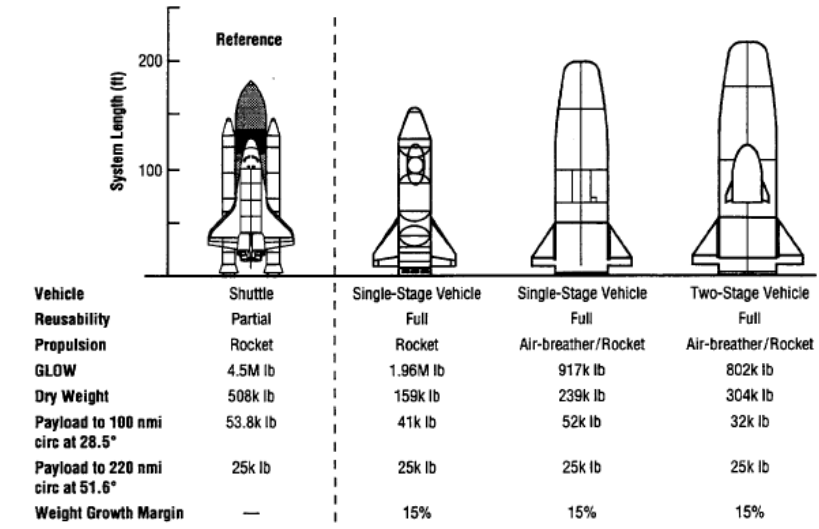 Reference
System Length (ft)
200
100
Vehicle Shuttle Single-Stage Vehicle Single-Stage Vehicle Two-Stage Vehicle
Reusability Partial Full Full Full
Propulsion Rocket Rocket Air-breather/Rocket Air-breather/Rocket
GLOW 4.5M lb 1.96M lb 917k lb 802k lb
Dry Weight 508k lb 159k lb 239k lb 304k lb
Payload to 100 nmi 53.8k lb 41k lb 52k lb 32k lb
circ at 28.5°
Payload to 220 nmi 25k lb 25k lb 25k lb 25k lb
circ at 51.6°
Weight Growth Margin — 15% 15% 15%